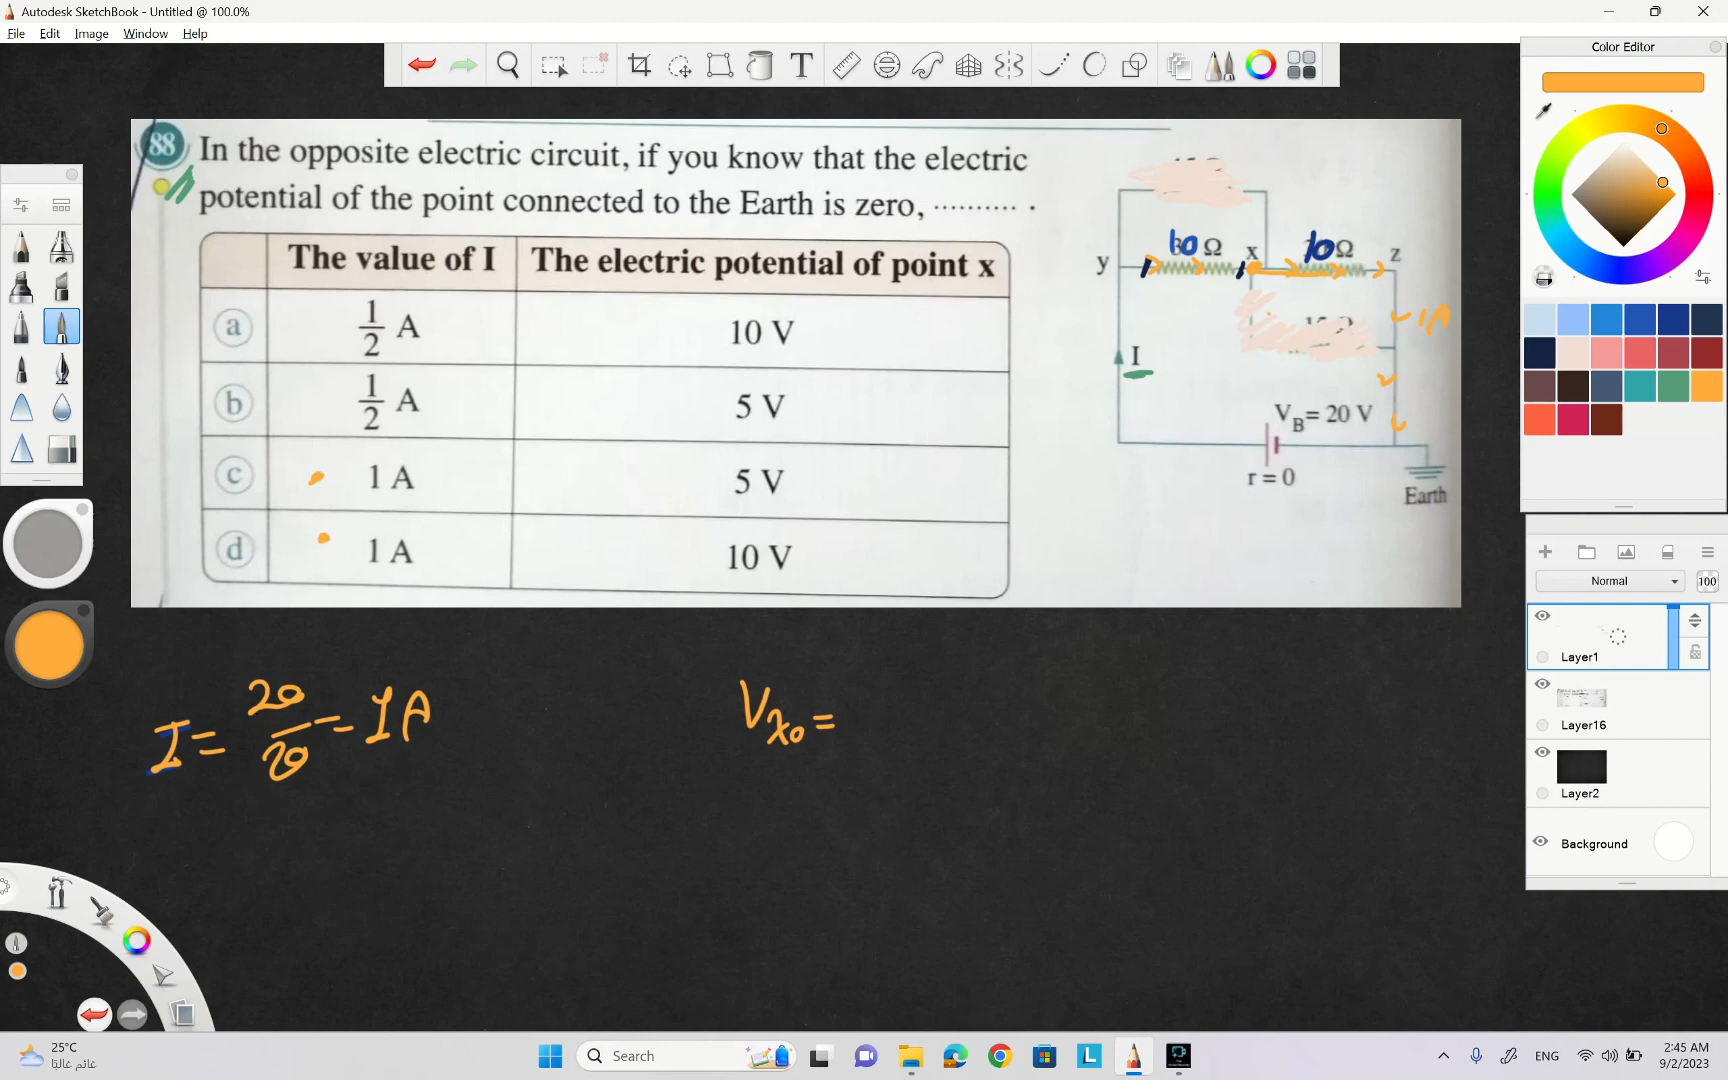 Autodesk SketchBook - Untitled @ 100.0%
File Edit Image Window Help
Color Editor
88 In the opposite electric circuit, if you know that the electric
potential of the point connected to the Earth is zero, .......... .
The value of I The electric potential of point x
a 1/2 A 10 V
b 1/2 A 5 V
c 1 A 5 V
d 1 A 10 V
10 Ω x 10 Ω z
y
1A
I
V_B = 20 V
r = 0
Earth
I = 20/20 = 1A
V_x0 =
Normal 100
Layer1
Layer16
Layer2
Background
25°C
غائم غالبًا
Search
L
ENG
2:45 AM
9/2/2023